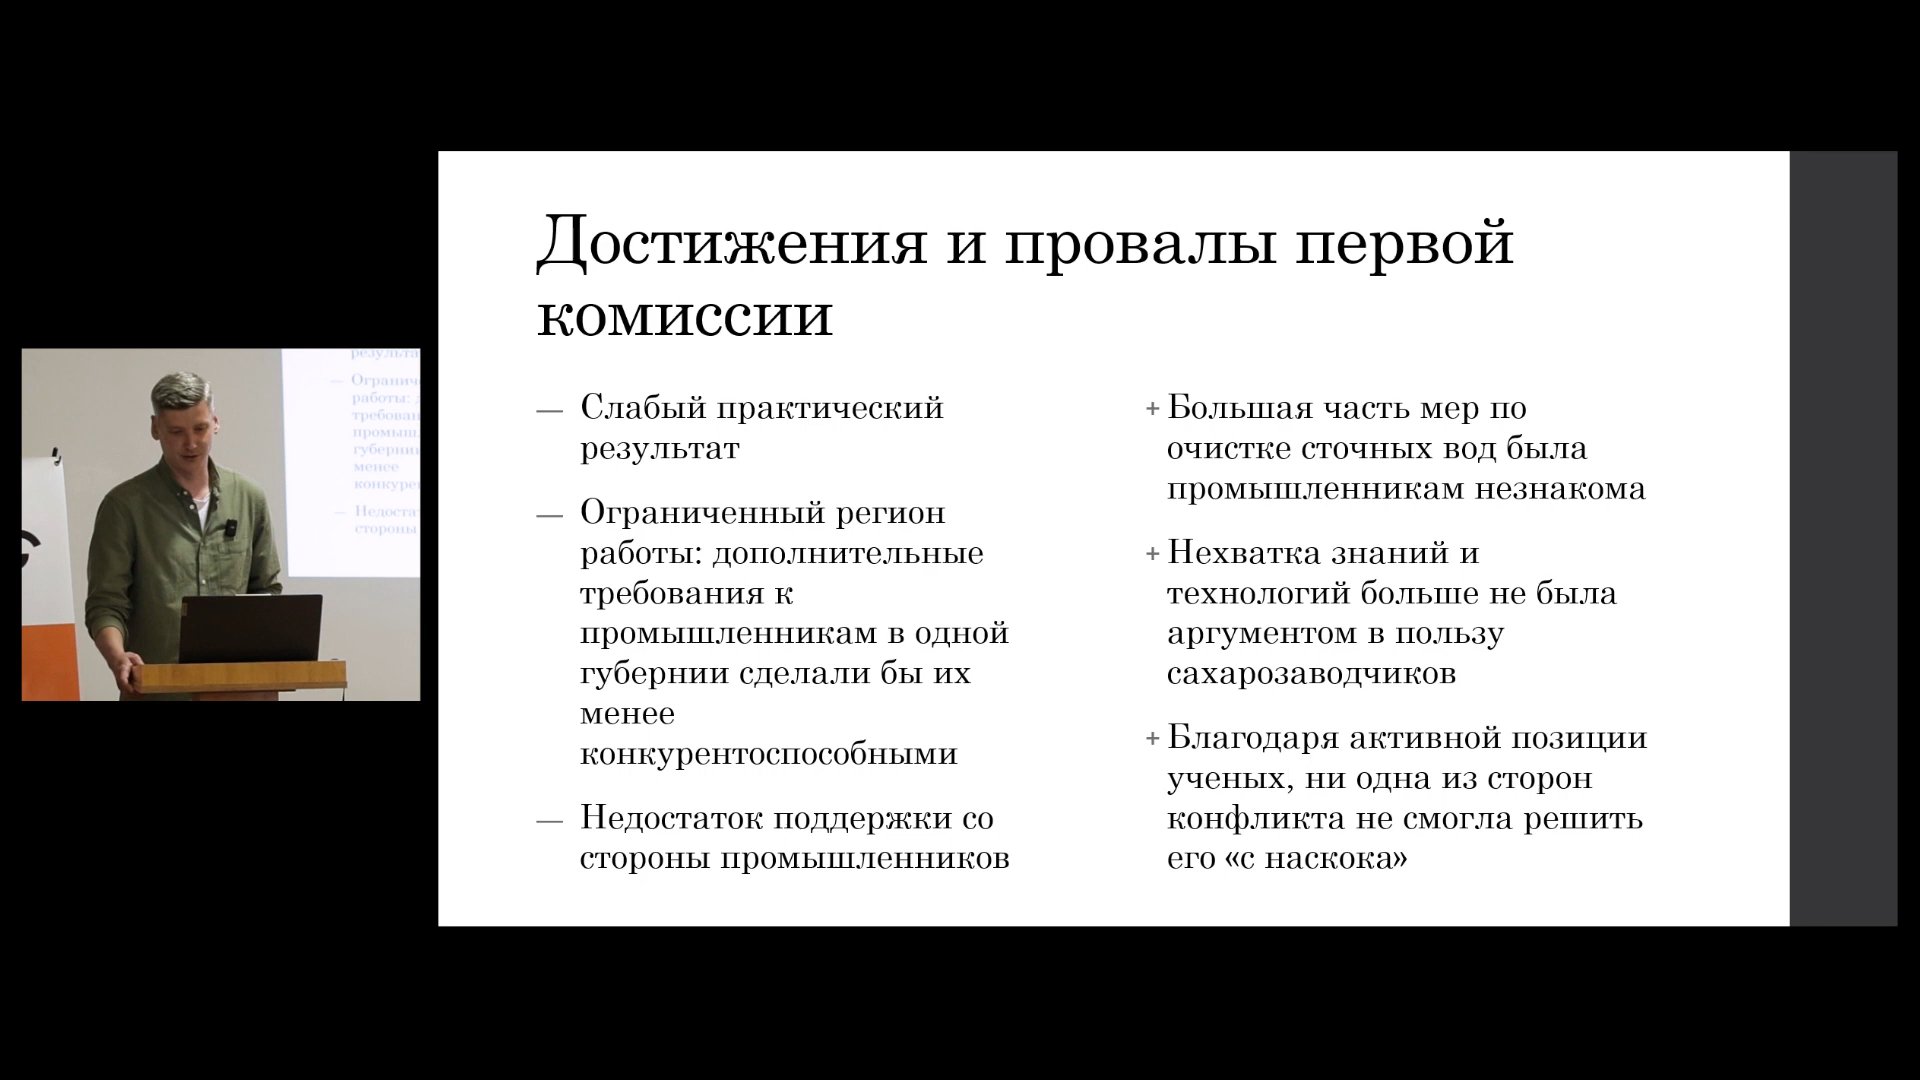 Достижения и провалы первой
комиссии
— Слабый практический
результат
— Ограниченный регион
работы: дополнительные
требования к
промышленникам в одной
губернии сделали бы их
менее
конкурентоспособными
— Недостаток поддержки со
стороны промышленников
+ Большая часть мер по
очистке сточных вод была
промышленникам незнакома
+ Нехватка знаний и
технологий больше не была
аргументом в пользу
сахарозаводчиков
+ Благодаря активной позиции
ученых, ни одна из сторон
конфликта не смогла решить
его «с наскока»